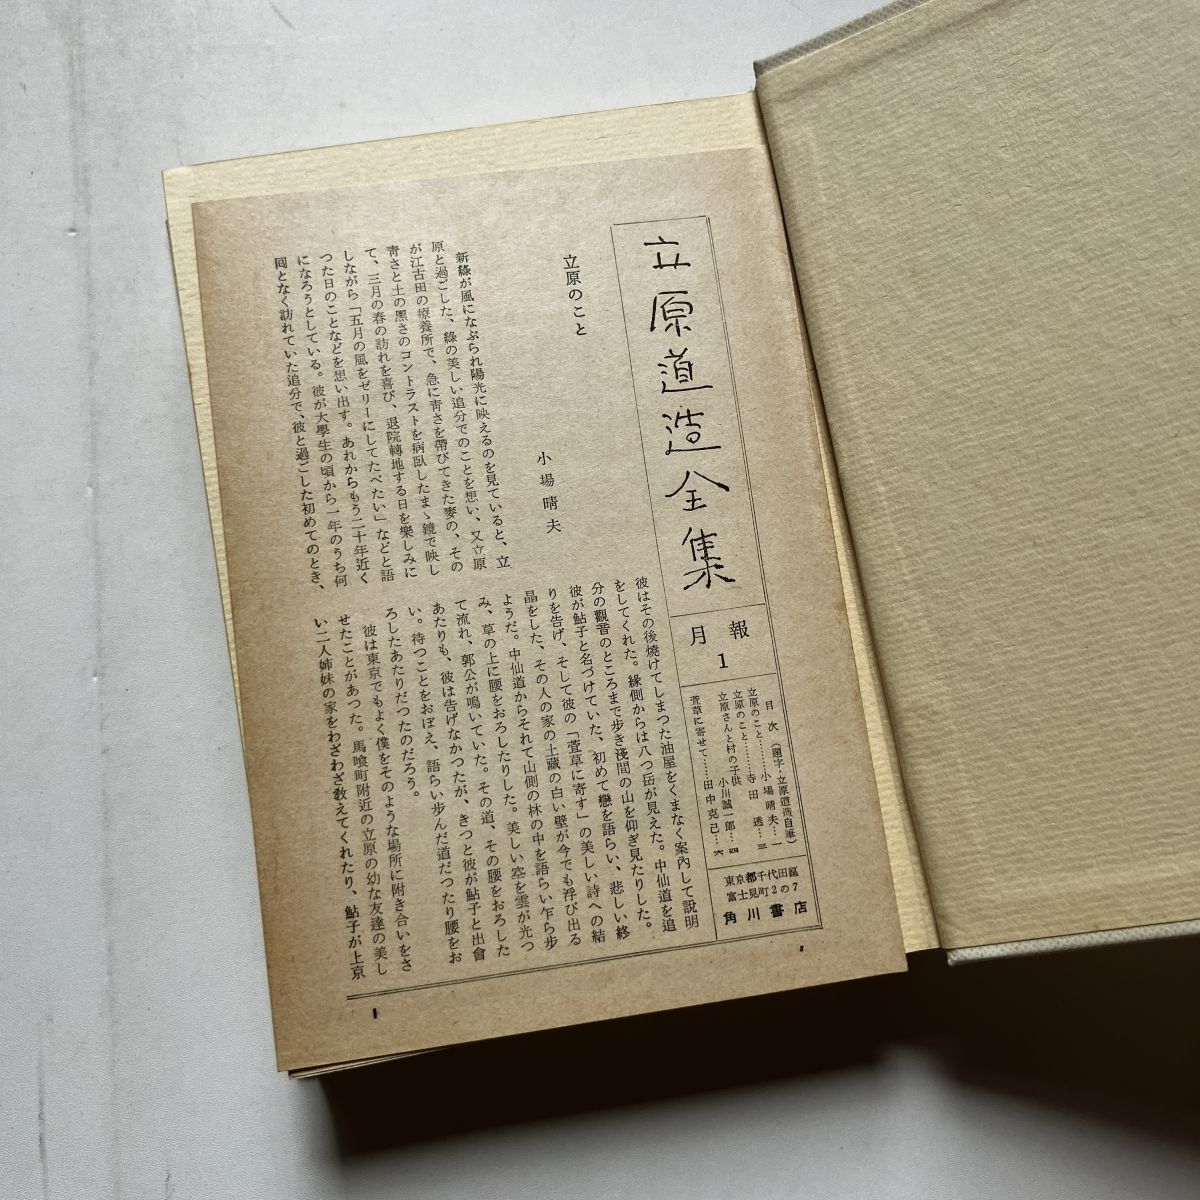 立原道造全集
月報
1
目次（題字・立原道造自筆）
立原のこと………小場晴夫…一
立原のこと………寺田透…三
立原さんと村の子供
小川誠一郎…四
萱草に寄せて………田中克己…六
東京都千代田區
富士見町2の7
角川書店
立原のこと
小場晴夫
新緑が風になぶられ陽光に映えるのを見ていると、立
原と過ごした、緑の美しい追分でのことを想い、又立原
が江古田の療養所で、急に青さを帶びてきた麥の、その
青さと土の黑さのコントラストを病臥したまゝ鏡で映し
て、三月の春の訪れを喜び、退院轉地する日を樂しみに
しながら「五月の風をゼリーにしてたべたい」などと語
つた日のことなどを想い出す。あれからもう二十年近く
になろうとしている。彼が大學生の頃から一年のうち何
囘となく訪れていた追分で、彼と過ごした初めてのとき、
彼はその後燒けてしまつた油屋をくまなく案內して說明
をしてくれた。緣側からは八つ岳が見えた。中仙道を追
分の觀音のところまで步き淺間の山を仰ぎ見たりした。
彼が鮎子と名づけていた、初めて戀を語らい、悲しい終
りを告げ、そして彼の「萱草に寄す」の美しい詩への結
晶をした、その人の家の土藏の白い壁が今でも浮び出る
ようだ。中仙道からそれて山側の林の中を語らい乍ら步
み、草の上に腰をおろしたりした。美しい空を雲が光つ
て流れ、郭公が鳴いていた。その道、その腰をおろした
あたりも、彼は告げなかつたが、きつと彼が鮎子と出會
い。待つことをおぼえ、語らい步んだ道だつたり腰をお
ろしたあたりだつたのだろう。
彼は東京でもよく僕をそのような場所に附き合いをさ
せたことがあつた。馬喰町附近の立原の幼な友達の美し
い二人姉妹の家をわざわざ敎えてくれたり、鮎子が上京
1